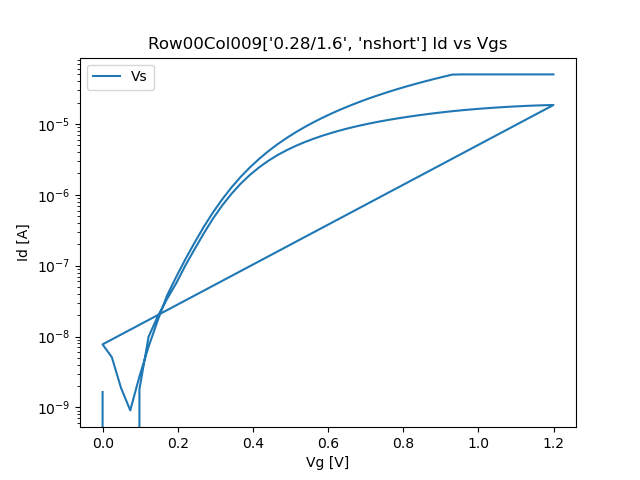 Row00Col009['0.28/1.6', 'nshort'] Id vs Vgs
Vs
Id [A]
10⁻⁵
10⁻⁶
10⁻⁷
10⁻⁸
10⁻⁹
0.0 0.2 0.4 0.6 0.8 1.0 1.2
Vg [V]